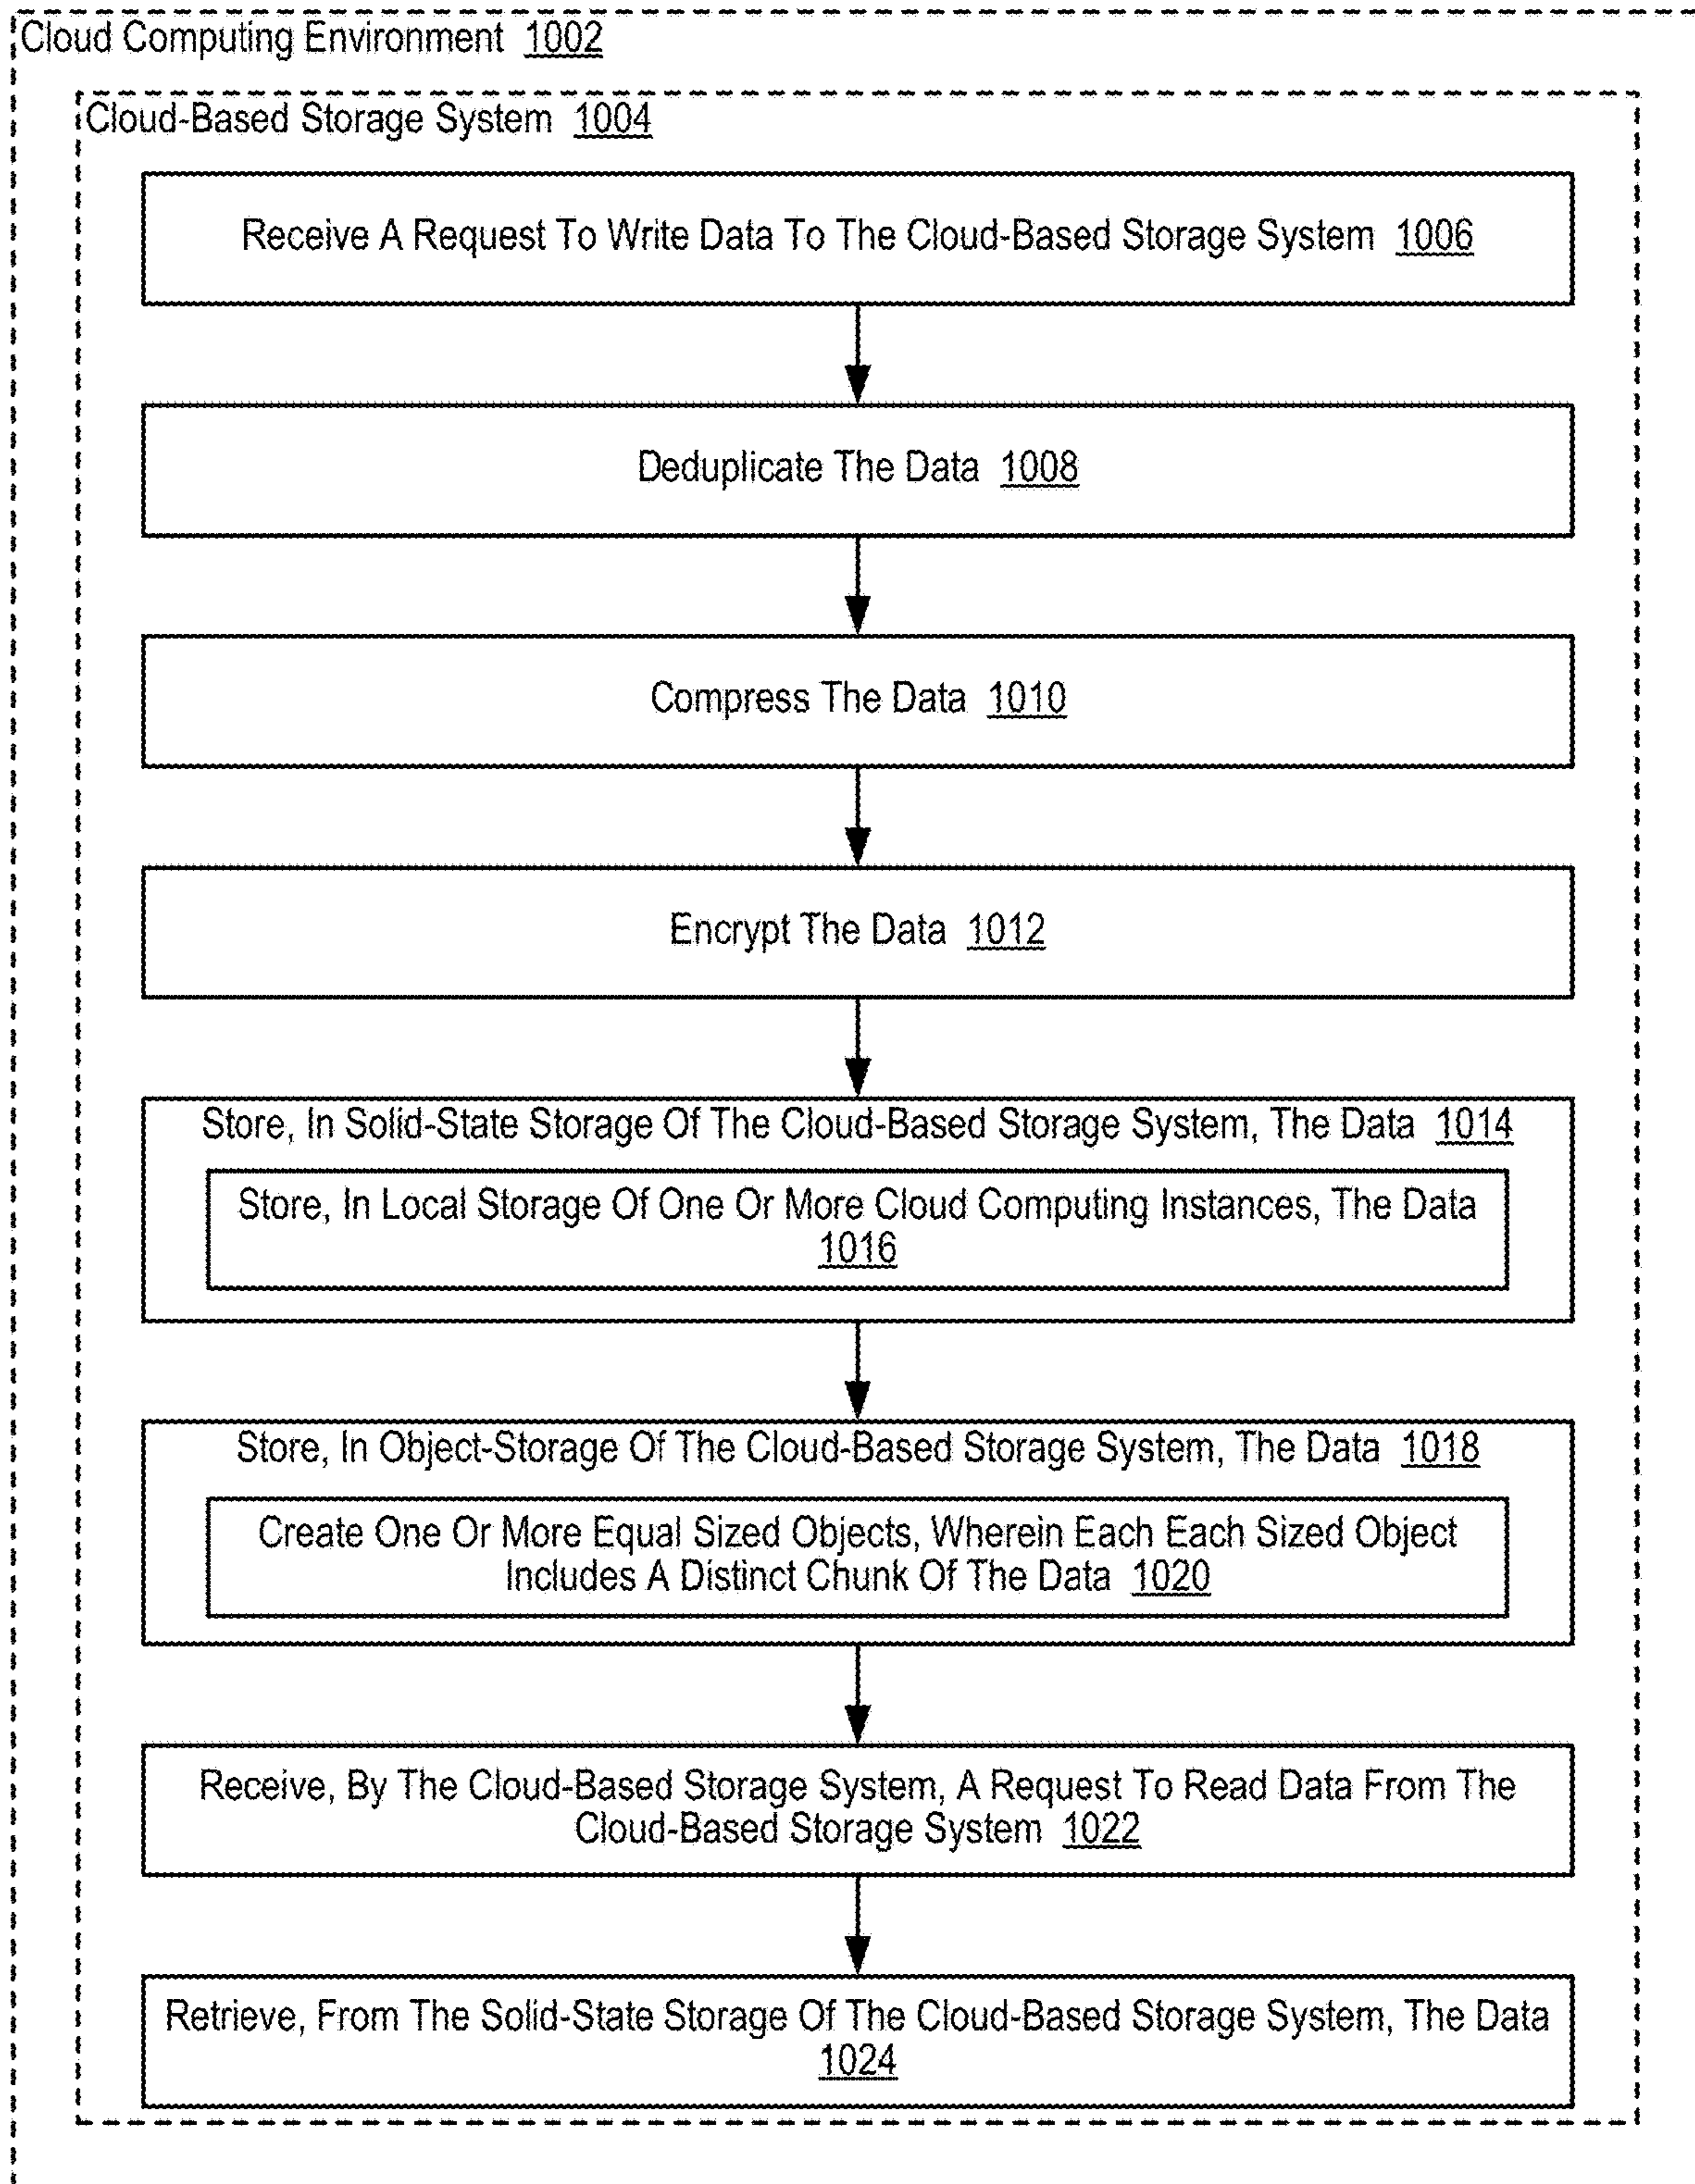 Cloud Computing Environment 1002
Cloud-Based Storage System 1004
Receive A Request To Write Data To The Cloud-Based Storage System 1006
Deduplicate The Data 1008
Compress The Data 1010
Encrypt The Data 1012
Store, In Solid-State Storage Of The Cloud-Based Storage System, The Data 1014
Store, In Local Storage Of One Or More Cloud Computing Instances, The Data
1016
Store, In Object-Storage Of The Cloud-Based Storage System, The Data 1018
Create One Or More Equal Sized Objects, Wherein Each Each Sized Object
Includes A Distinct Chunk Of The Data 1020
Receive, By The Cloud-Based Storage System, A Request To Read Data From The
Cloud-Based Storage System 1022
Retrieve, From The Solid-State Storage Of The Cloud-Based Storage System, The Data
1024